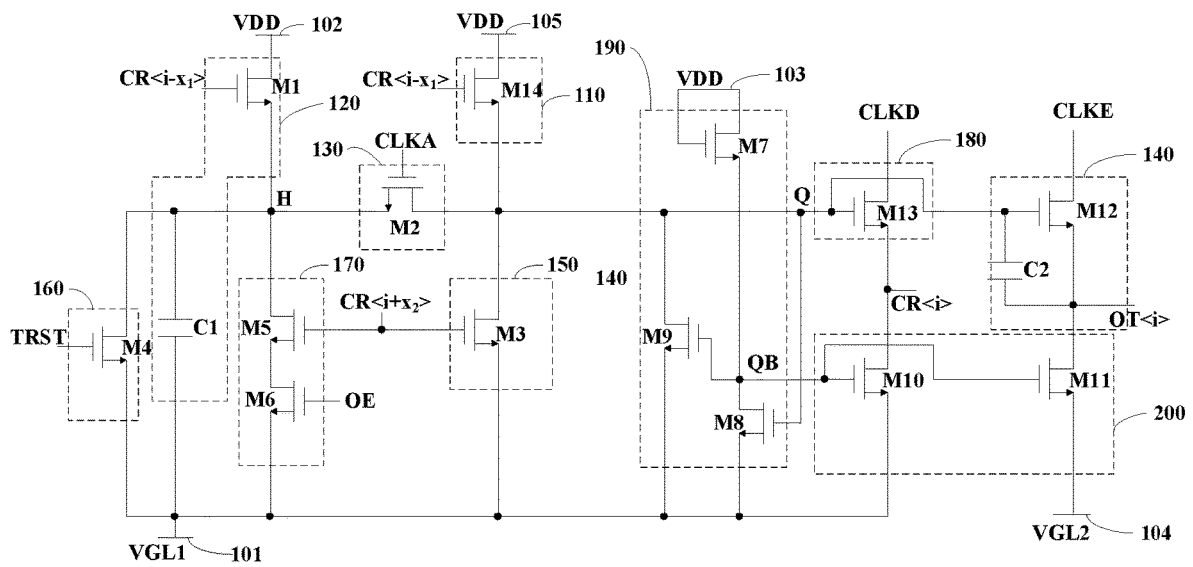 VDD 102
VDD 105
190
VDD 103
CR<i-x₁>
M1
CR<i-x₁>
M14
120
110
CLKA
130
M7
CLKD
CLKE
180
140
H
M2
Q
M13
M12
170
150
140
C2
160
CR<i+x₂>
CR<i>
OT<i>
TRST
M4
C1
M5
M3
M9
QB
M10
M11
M6
OE
M8
200
VGL1 101
VGL2 104